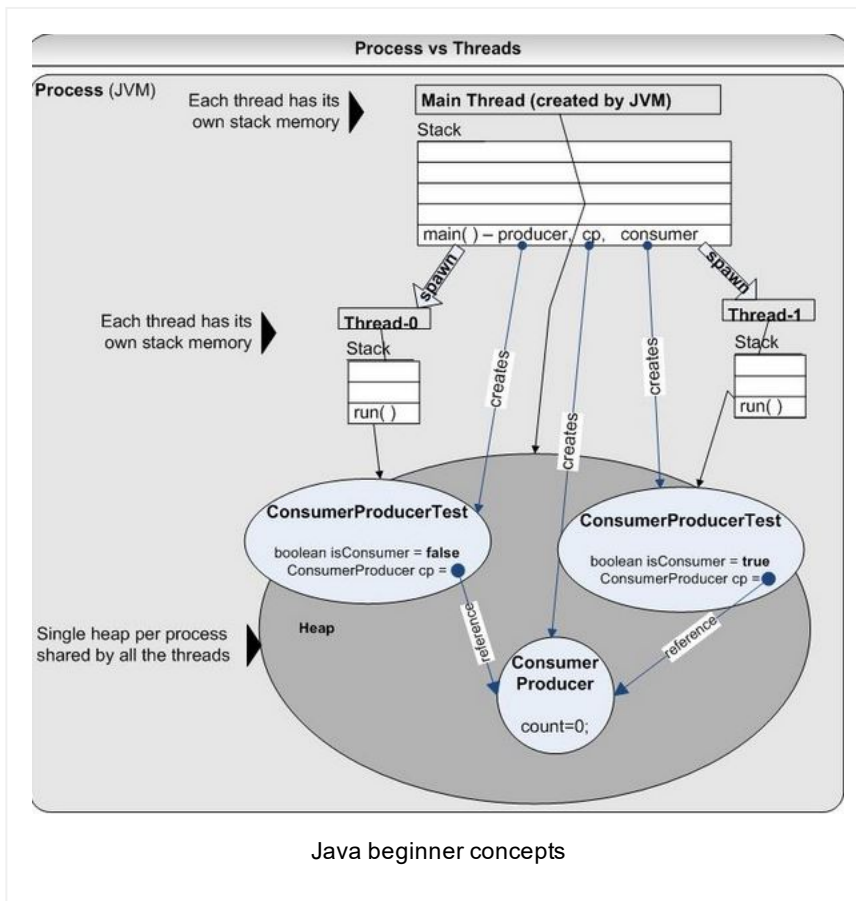 Process vs Threads
Process (JVM)
Each thread has its
own stack memory
Main Thread (created by JVM)
Stack
main( ) – producer, cp, consumer
spawn
spawn
Each thread has its
own stack memory
Thread-0
Stack
run( )
Thread-1
Stack
run( )
creates
creates
creates
ConsumerProducerTest
boolean isConsumer = false
ConsumerProducer cp =
ConsumerProducerTest
boolean isConsumer = true
ConsumerProducer cp =
Single heap per process
shared by all the threads
Heap
reference
reference
Consumer
Producer
count=0;
Java beginner concepts